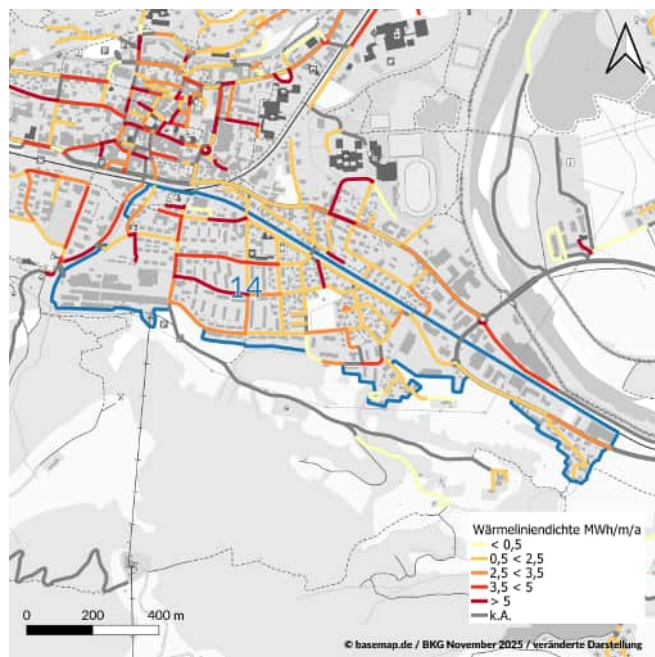 14
Wärmeliniendichte MWh/m/a
< 0,5
0,5 < 2,5
2,5 < 3,5
3,5 < 5
> 5
k.A.
0 200 400 m
© basemap.de / BKG November 2025 / veränderte Darstellung